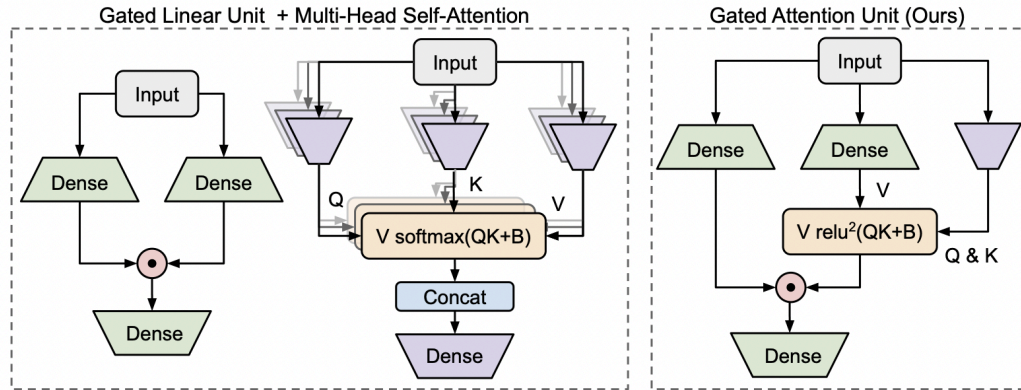 Gated Linear Unit + Multi-Head Self-Attention
Input
Dense
Dense
Dense
Input
Q
K
V
V softmax(QK+B)
Concat
Dense
Gated Attention Unit (Ours)
Input
Dense
Dense
V
V relu²(QK+B)
Q & K
Dense